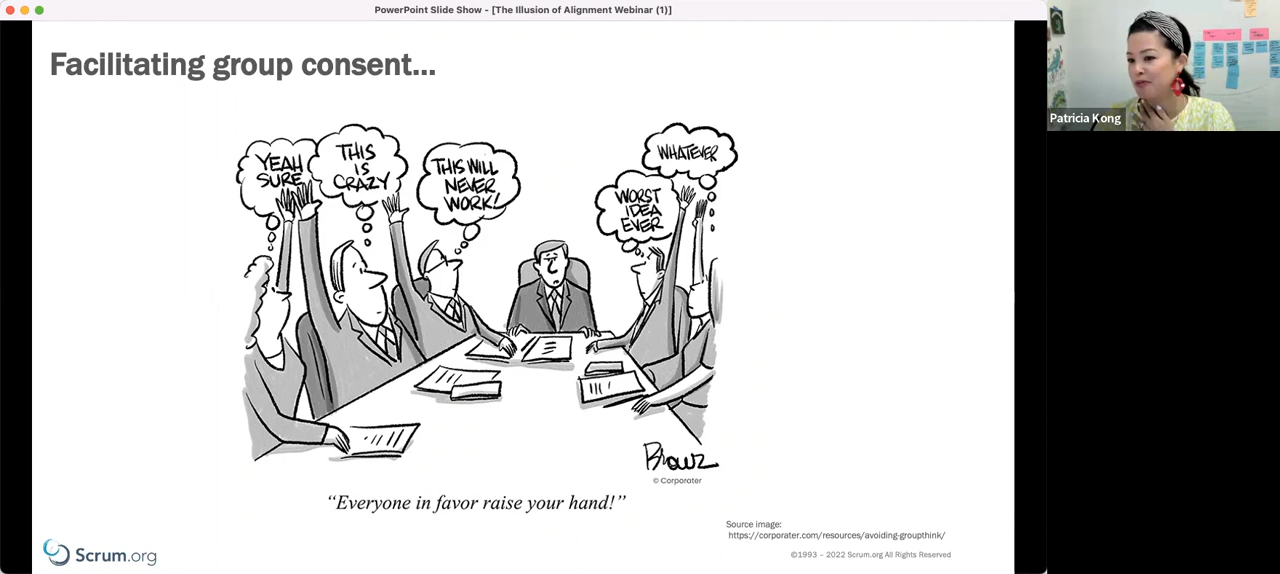 PowerPoint Slide Show - [The Illusion of Alignment Webinar (1)]
Facilitating group consent...
YEAH
SURE
THIS
IS
CRAZY
THIS WILL
NEVER
WORK!
WORST
IDEA
EVER
WHATEVER
© Corporater
“Everyone in favor raise your hand!”
Source image:
https://corporater.com/resources/avoiding-groupthink/
Scrum.org
©1993 – 2022 Scrum.org All Rights Reserved
Patricia Kong